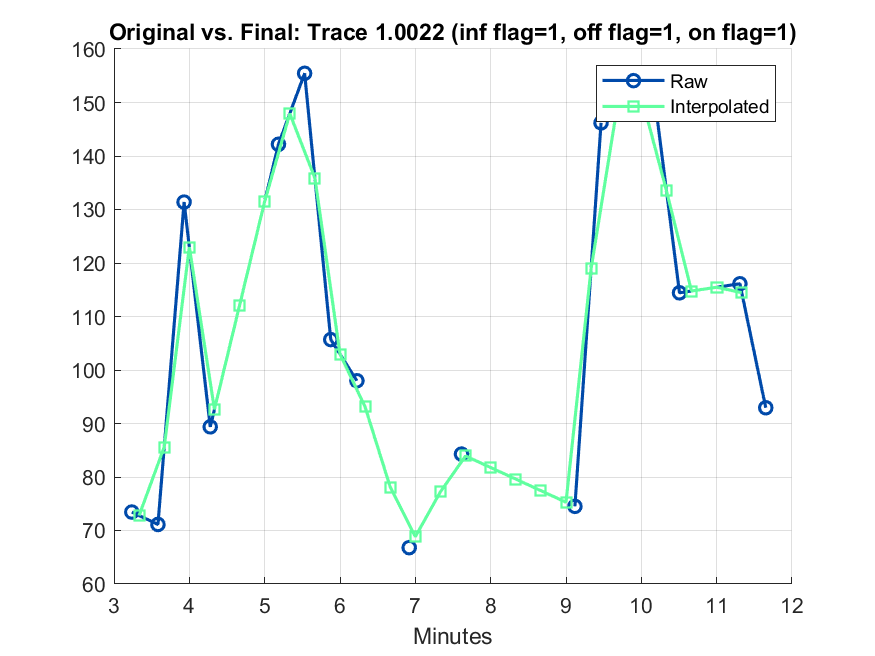 Original vs. Final: Trace 1.0022 (inf flag=1, off flag=1, on flag=1)
160
150
140
130
120
110
100
90
80
70
60
Raw
Interpolated
3 4 5 6 7 8 9 10 11 12
Minutes